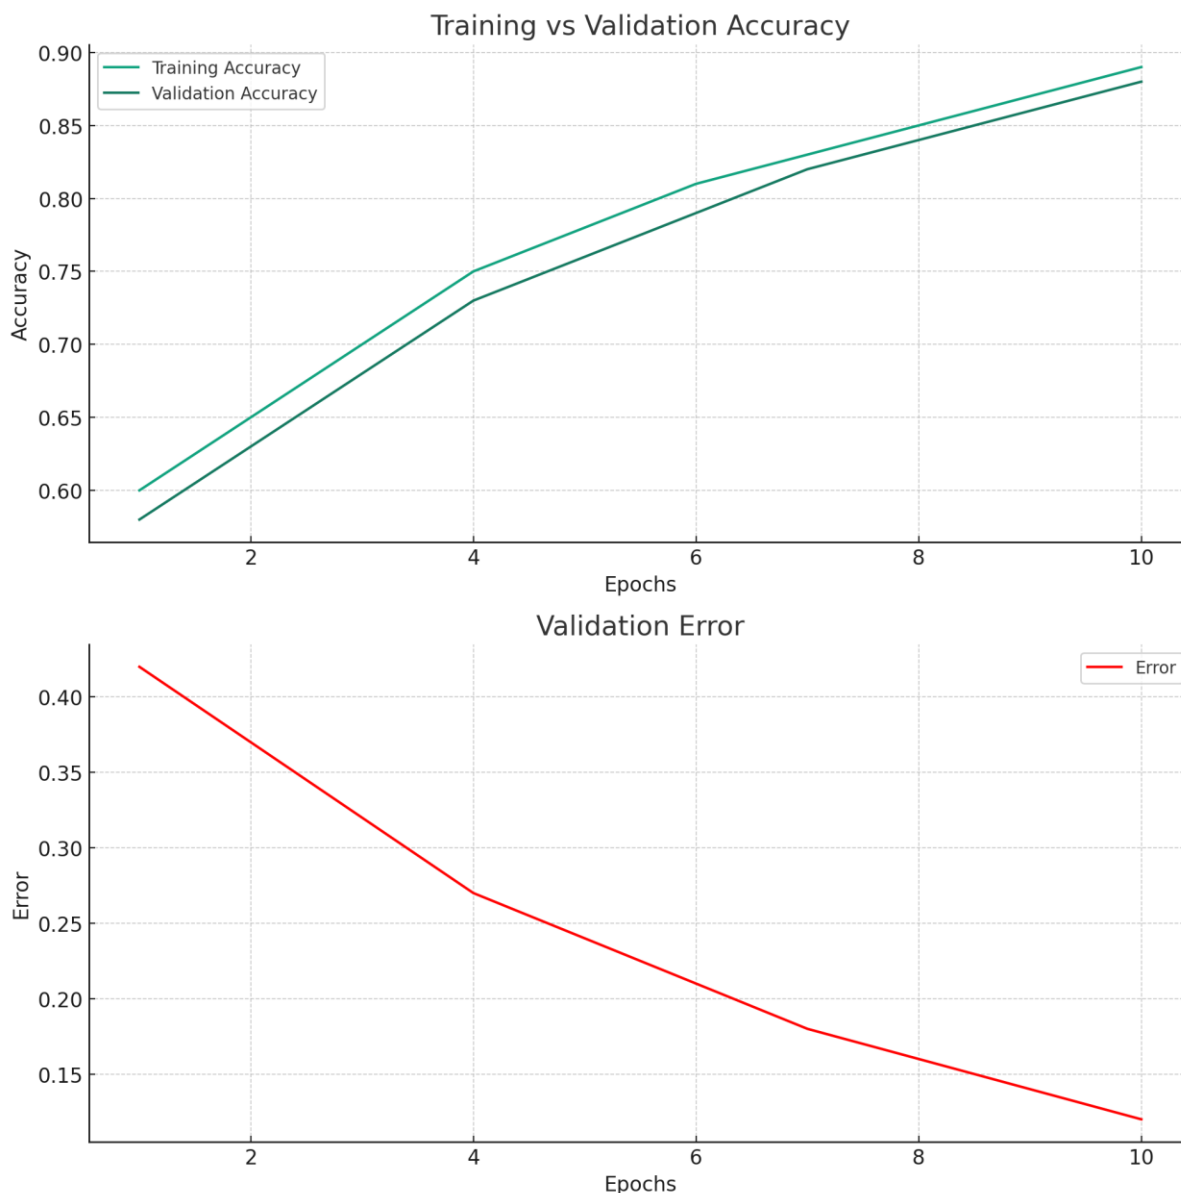 Training vs Validation Accuracy
0.90
Training Accuracy
Validation Accuracy
0.85
0.80
0.75
Accuracy
0.70
0.65
0.60
2 4 6 8 10
Epochs
Validation Error
Error
0.40
0.35
0.30
Error
0.25
0.20
0.15
2 4 6 8 10
Epochs